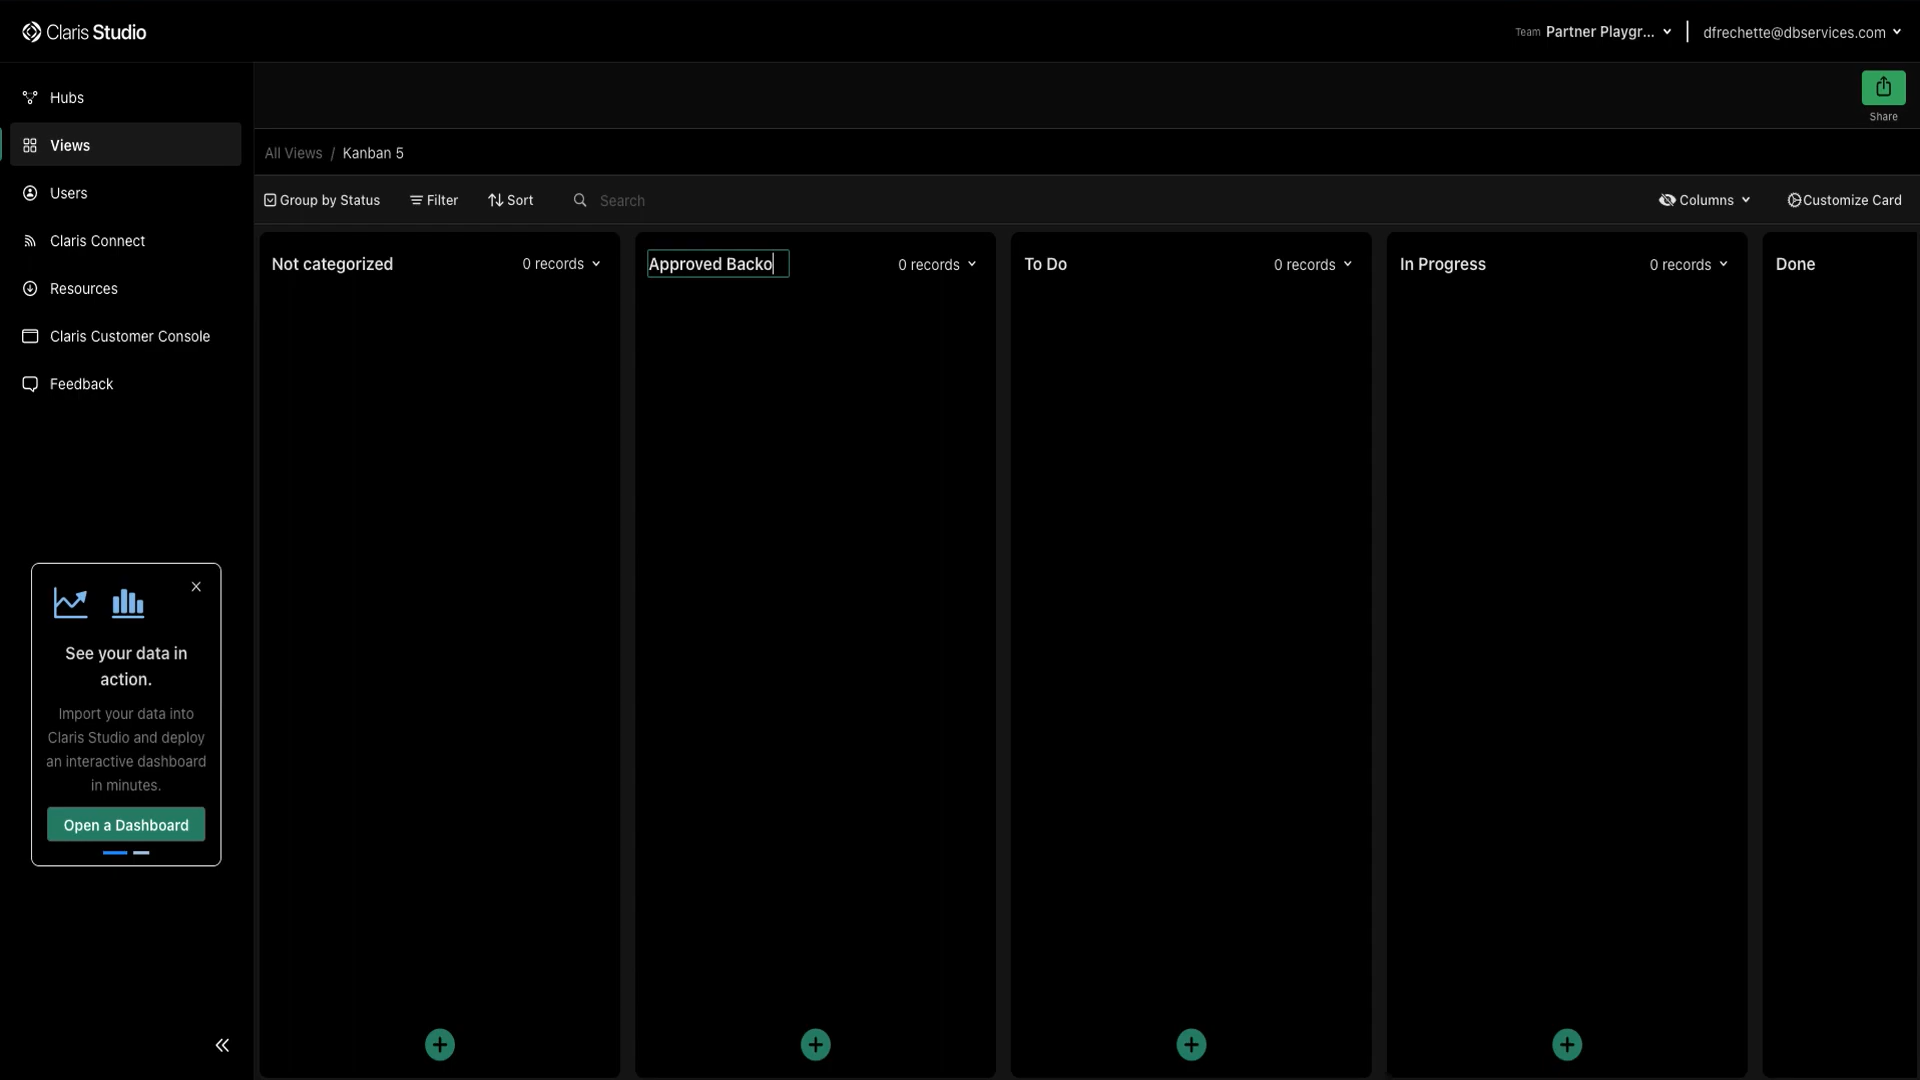 Claris Studio
Team Partner Playgr...
dfrechette@dbservices.com
Hubs
Views
Users
Claris Connect
Resources
Claris Customer Console
Feedback
Share
All Views / Kanban 5
Group by Status
Filter
Sort
Search
Columns
Customize Card
Not categorized
0 records
Approved Backo
0 records
To Do
0 records
In Progress
0 records
Done
See your data in
action.
Import your data into
Claris Studio and deploy
an interactive dashboard
in minutes.
Open a Dashboard